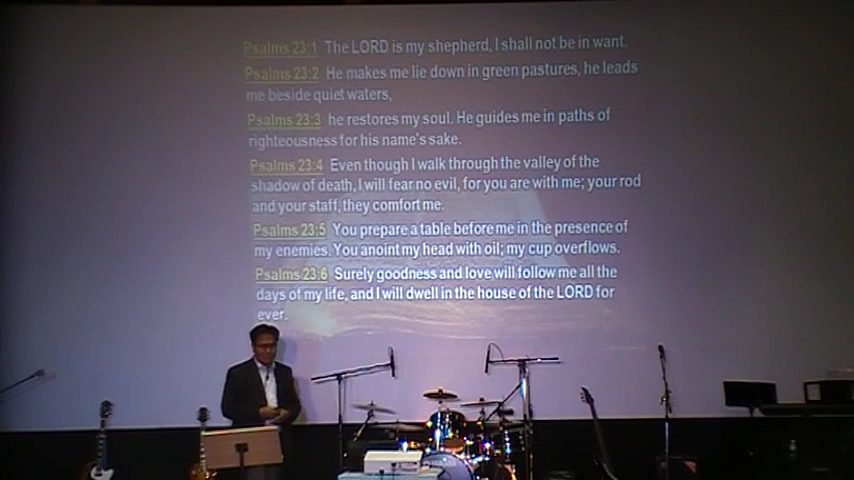 Psalms 23:1 The LORD is my shepherd, I shall not be in want.
Psalms 23:2 He makes me lie down in green pastures, he leads
me beside quiet waters,
Psalms 23:3 he restores my soul. He guides me in paths of
righteousness for his name's sake.
Psalms 23:4 Even though I walk through the valley of the
shadow of death, I will fear no evil, for you are with me; your rod
and your staff, they comfort me.
Psalms 23:5 You prepare a table before me in the presence of
my enemies. You anoint my head with oil; my cup overflows.
Psalms 23:6 Surely goodness and love will follow me all the
days of my life, and I will dwell in the house of the LORD for
ever.